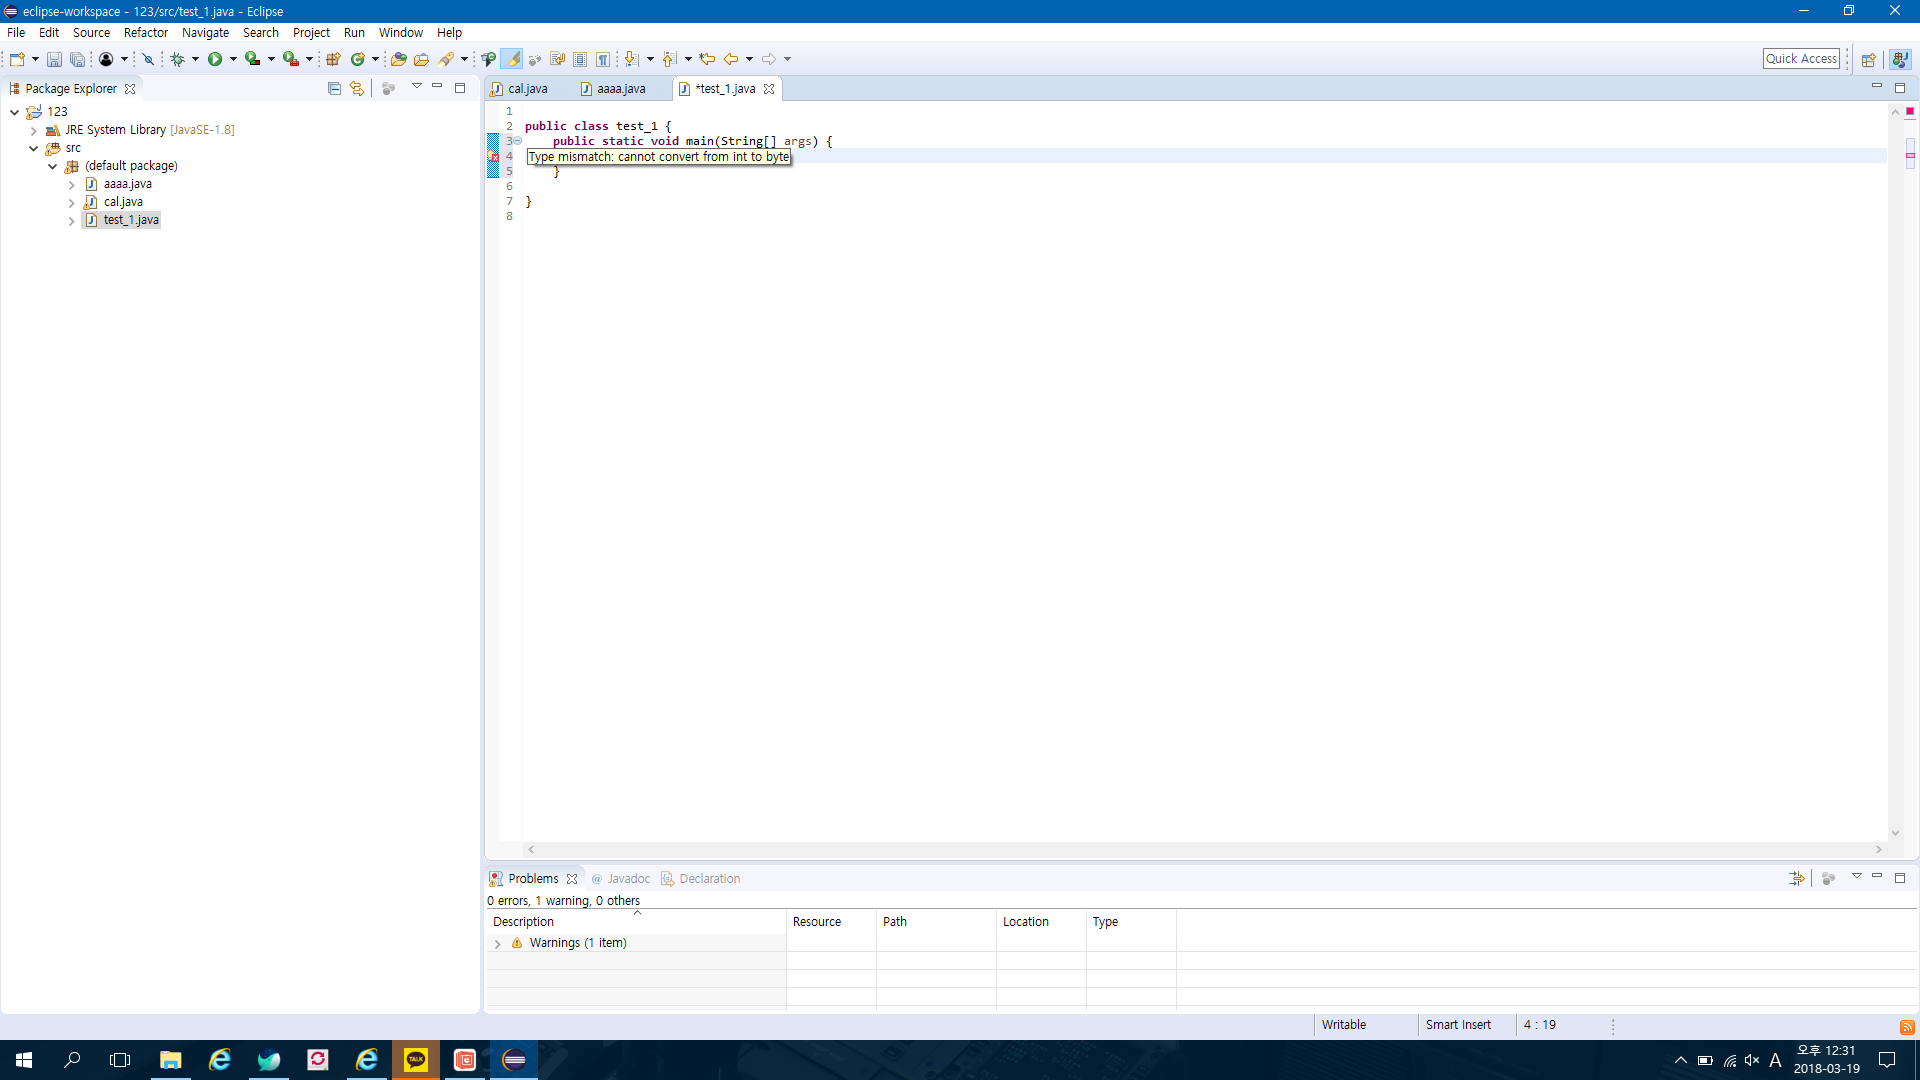 eclipse-workspace - 123/src/test_1.java - Eclipse
File Edit Source Refactor Navigate Search Project Run Window Help
Quick Access
Package Explorer
123
JRE System Library [JavaSE-1.8]
src
(default package)
aaaa.java
cal.java
test_1.java
cal.java aaaa.java *test_1.java
1
2 public class test_1 {
3 public static void main(String[] args) {
4 Type mismatch: cannot convert from int to byte
5 }
6
7 }
8
Problems @ Javadoc Declaration
0 errors, 1 warning, 0 others
Description Resource Path Location Type
Warnings (1 item)
Writable Smart Insert 4 : 19
TALK
A
오후 12:31
2018-03-19